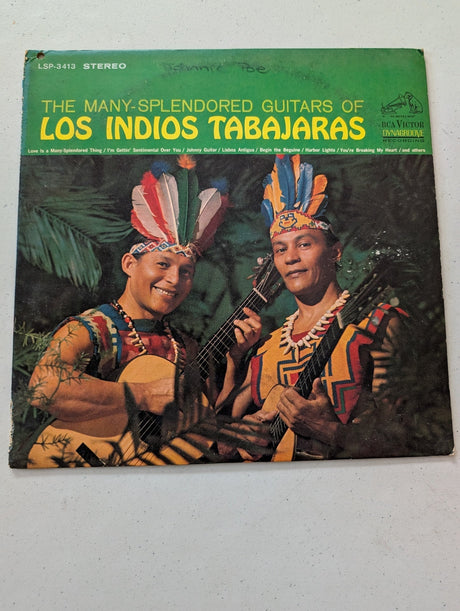 LSP-3413 STEREO
THE MANY-SPLENDORED GUITARS OF
LOS INDIOS TABAJARAS
Love Is a Many-Splendored Thing / I'm Gettin' Sentimental Over You / Johnny Guitar / Lisboa Antigua / Begin the Beguine / Harbor Lights / You're Breaking My Heart / and others
RCA VICTOR
DYNAGROOVE
RECORDING